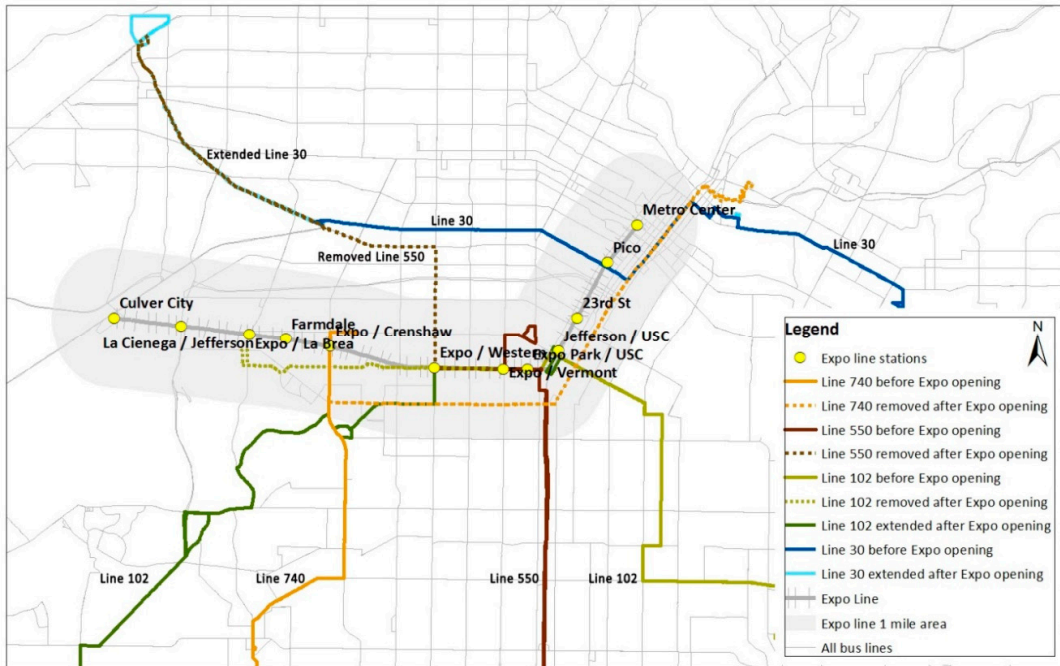 Extended Line 30
Line 30
Metro Center
Line 30
Removed Line 550
Pico
Culver City
23rd St
Farmdale
Expo / Crenshaw
Jefferson / USC
La Cienega / Jefferson
Expo / La Brea
Expo / Western
Expo Park / USC
Expo / Vermont
Line 102
Line 740
Line 550
Line 102
N
Legend
Expo line stations
Line 740 before Expo opening
Line 740 removed after Expo opening
Line 550 before Expo opening
Line 550 removed after Expo opening
Line 102 before Expo opening
Line 102 removed after Expo opening
Line 102 extended after Expo opening
Line 30 before Expo opening
Line 30 extended after Expo opening
Expo Line
Expo line 1 mile area
All bus lines